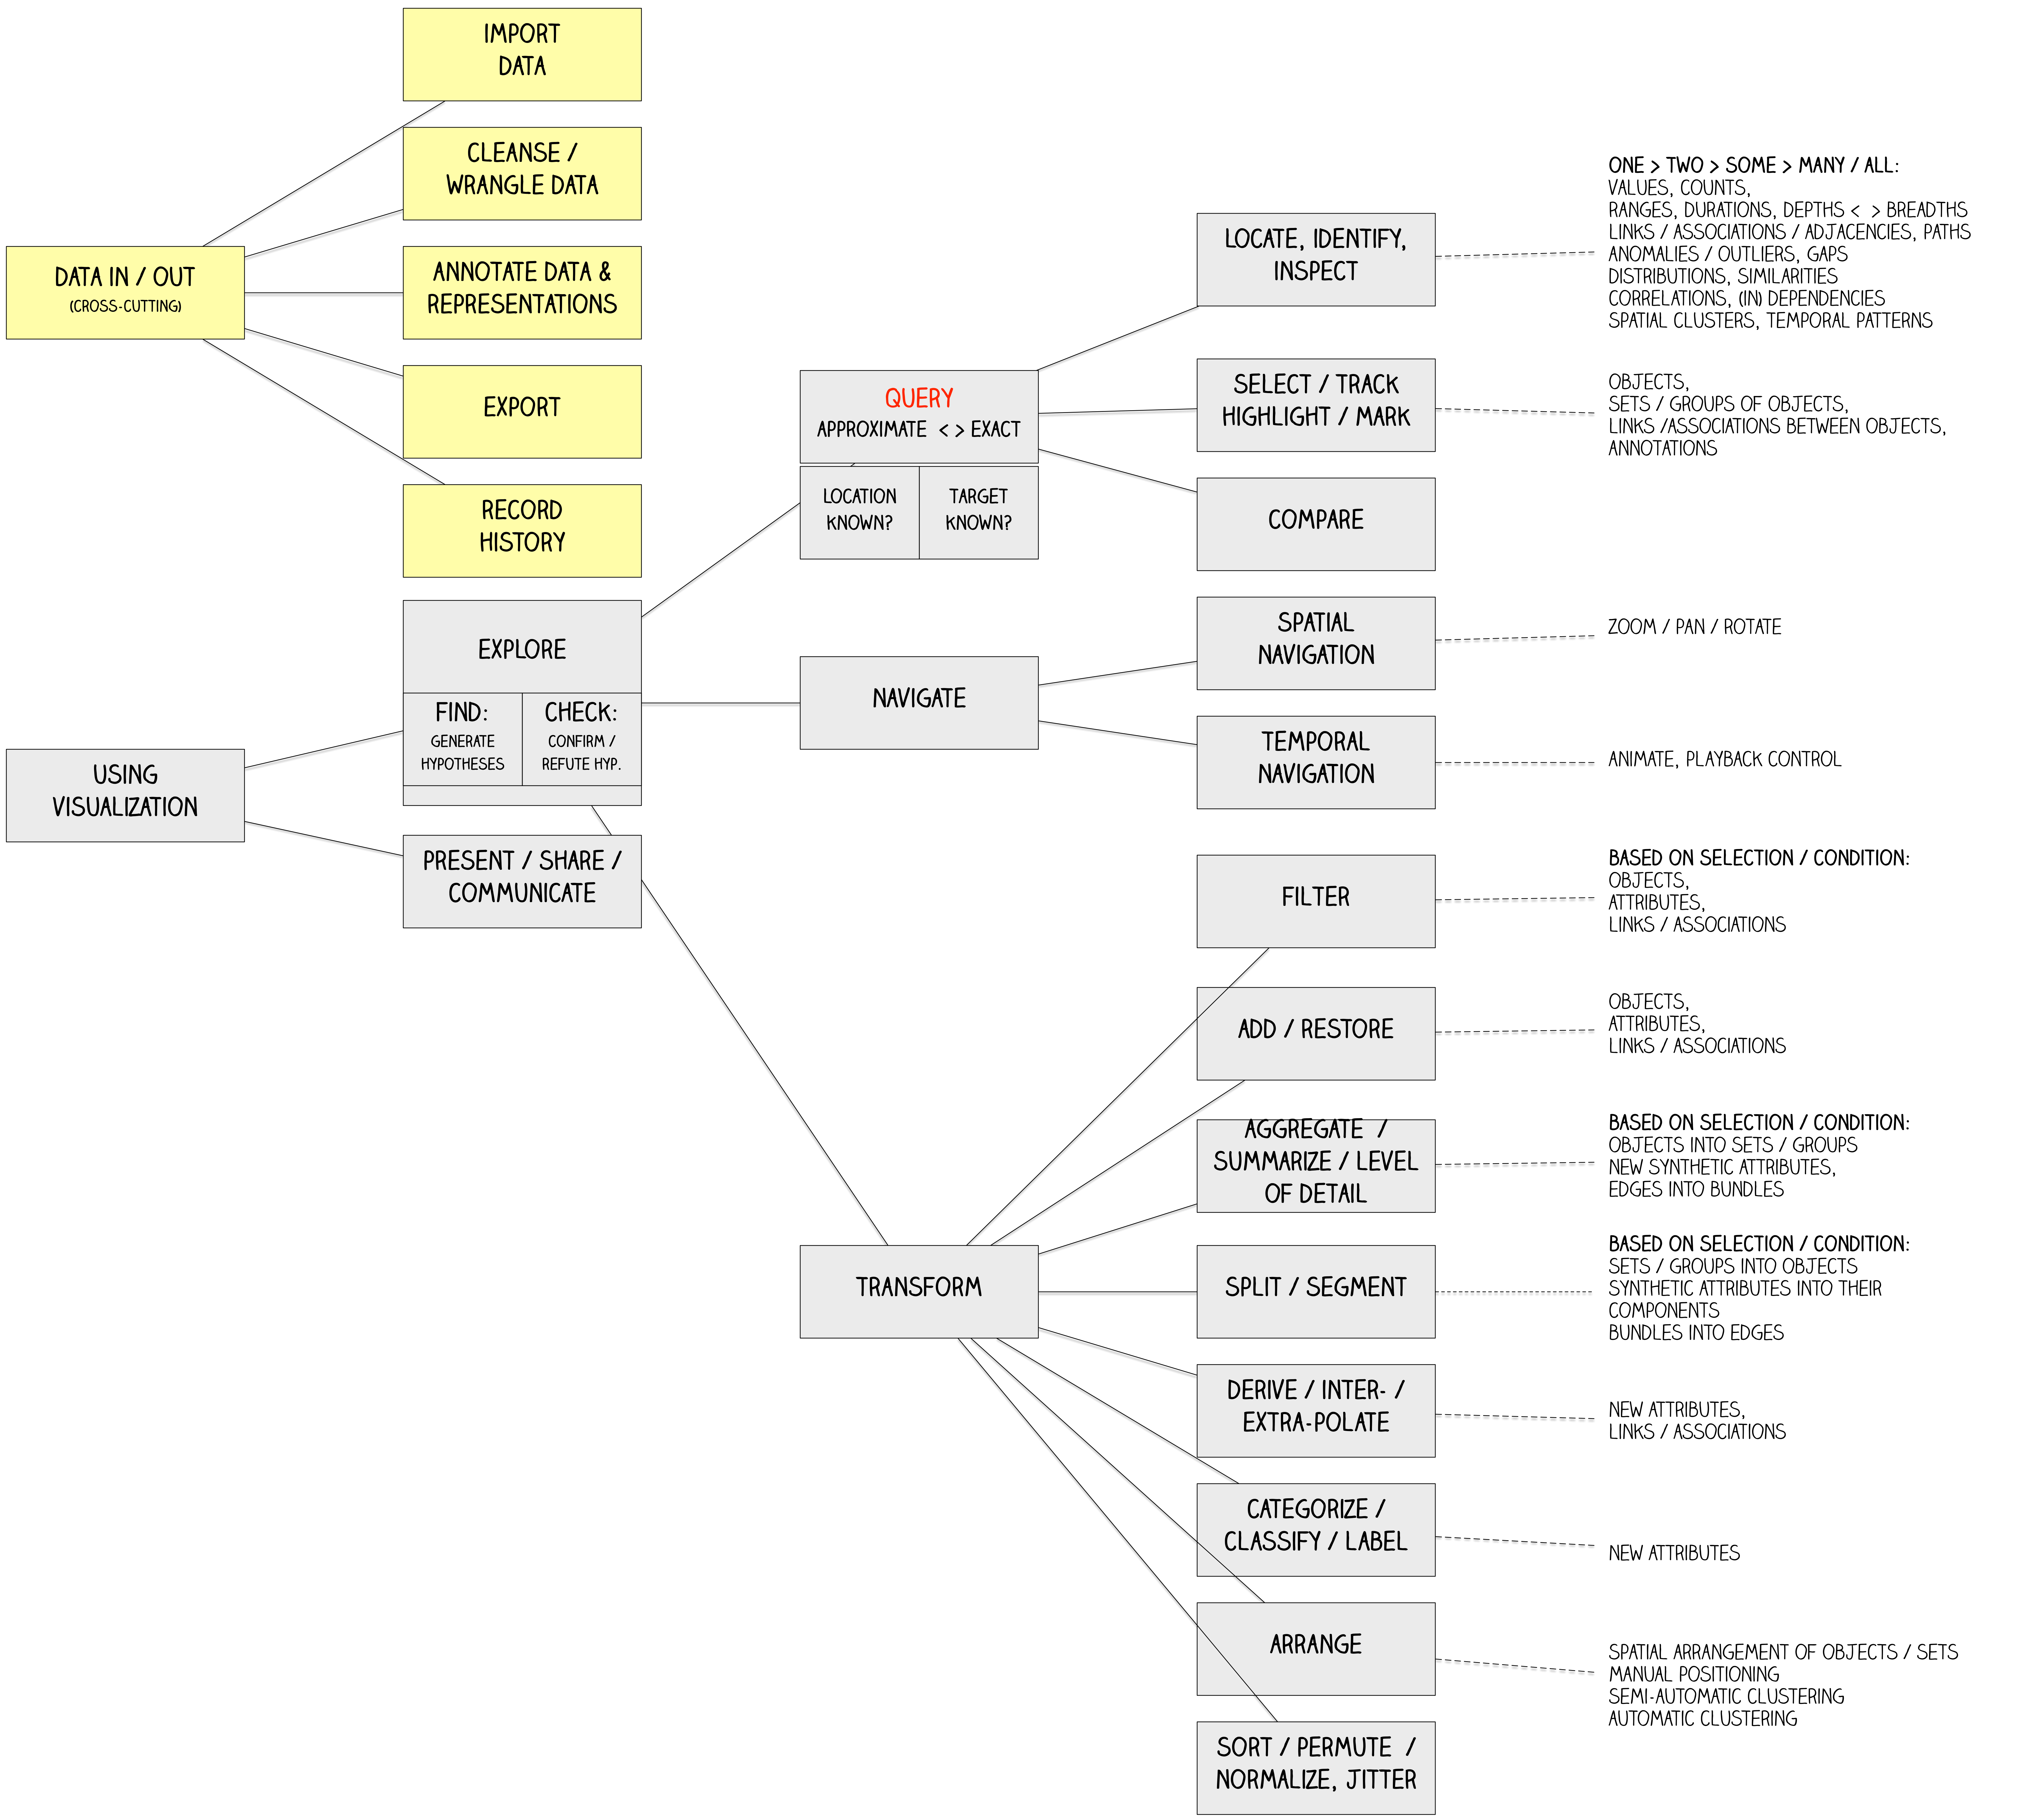 IMPORT
DATA
CLEANSE /
WRANGLE DATA
DATA IN / OUT
(CROSS-CUTTING)
ANNOTATE DATA &
REPRESENTATIONS
EXPORT
RECORD
HISTORY
USING
VISUALIZATION
EXPLORE
FIND:
GENERATE
HYPOTHESES
CHECK:
CONFIRM /
REFUTE HYP.
PRESENT / SHARE /
COMMUNICATE
QUERY
APPROXIMATE < > EXACT
LOCATION
KNOWN?
TARGET
KNOWN?
LOCATE, IDENTIFY,
INSPECT
ONE > TWO > SOME > MANY / ALL:
VALUES, COUNTS,
RANGES, DURATIONS, DEPTHS < > BREADTHS
LINKS / ASSOCIATIONS / ADJACENCIES, PATHS
ANOMALIES / OUTLIERS, GAPS
DISTRIBUTIONS, SIMILARITIES
CORRELATIONS, (IN) DEPENDENCIES
SPATIAL CLUSTERS, TEMPORAL PATTERNS
SELECT / TRACK
HIGHLIGHT / MARK
OBJECTS,
SETS / GROUPS OF OBJECTS,
LINKS /ASSOCIATIONS BETWEEN OBJECTS,
ANNOTATIONS
COMPARE
NAVIGATE
SPATIAL
NAVIGATION
ZOOM / PAN / ROTATE
TEMPORAL
NAVIGATION
ANIMATE, PLAYBACK CONTROL
TRANSFORM
FILTER
BASED ON SELECTION / CONDITION:
OBJECTS,
ATTRIBUTES,
LINKS / ASSOCIATIONS
ADD / RESTORE
OBJECTS,
ATTRIBUTES,
LINKS / ASSOCIATIONS
AGGREGATE /
SUMMARIZE / LEVEL
OF DETAIL
BASED ON SELECTION / CONDITION:
OBJECTS INTO SETS / GROUPS
NEW SYNTHETIC ATTRIBUTES,
EDGES INTO BUNDLES
SPLIT / SEGMENT
BASED ON SELECTION / CONDITION:
SETS / GROUPS INTO OBJECTS
SYNTHETIC ATTRIBUTES INTO THEIR
COMPONENTS
BUNDLES INTO EDGES
DERIVE / INTER- /
EXTRA-POLATE
NEW ATTRIBUTES,
LINKS / ASSOCIATIONS
CATEGORIZE /
CLASSIFY / LABEL
NEW ATTRIBUTES
ARRANGE
SPATIAL ARRANGEMENT OF OBJECTS / SETS
MANUAL POSITIONING
SEMI-AUTOMATIC CLUSTERING
AUTOMATIC CLUSTERING
SORT / PERMUTE /
NORMALIZE, JITTER